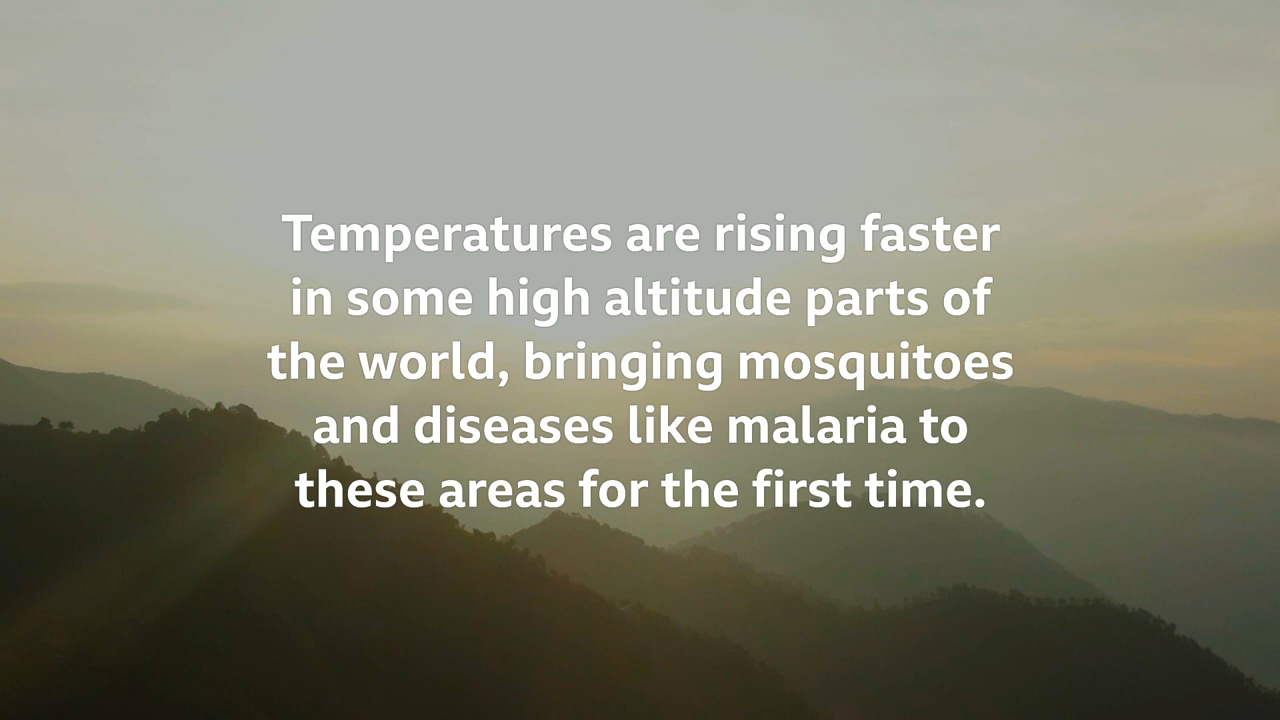 Temperatures are rising faster
in some high altitude parts of
the world, bringing mosquitoes
and diseases like malaria to
these areas for the first time.